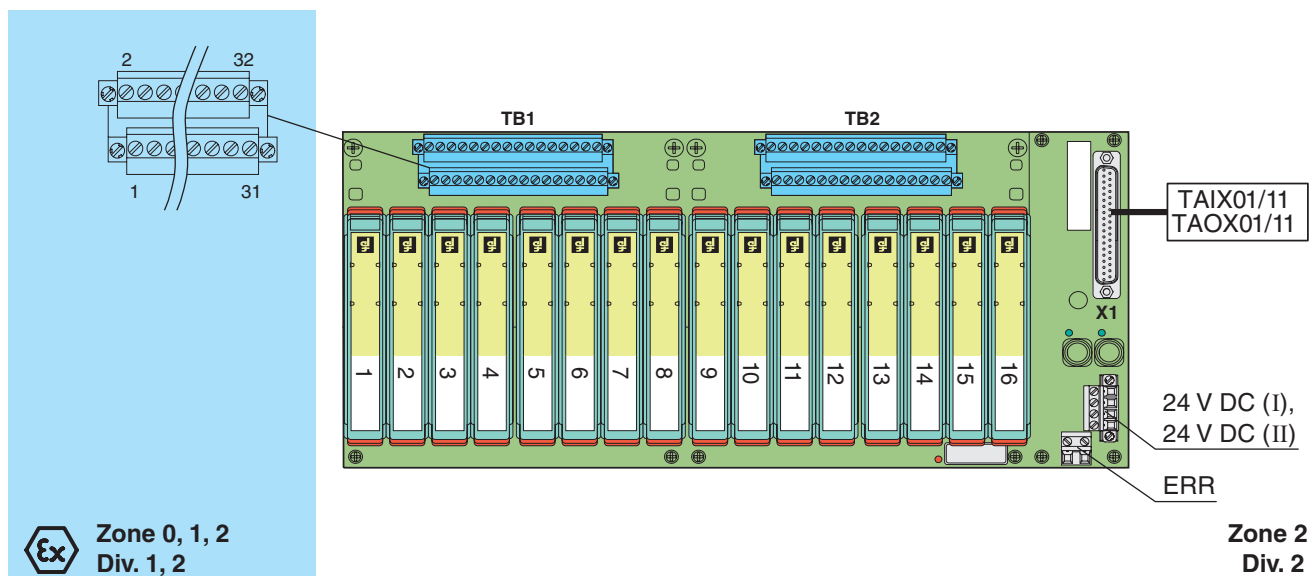 2 32
1 31
TB1 TB2
TAIX01/11
TAOX01/11
X1
1 2 3 4 5 6 7 8 9 10 11 12 13 14 15 16
24 V DC (I),
24 V DC (II)
ERR
Ex
Zone 0, 1, 2
Div. 1, 2
Zone 2
Div. 2